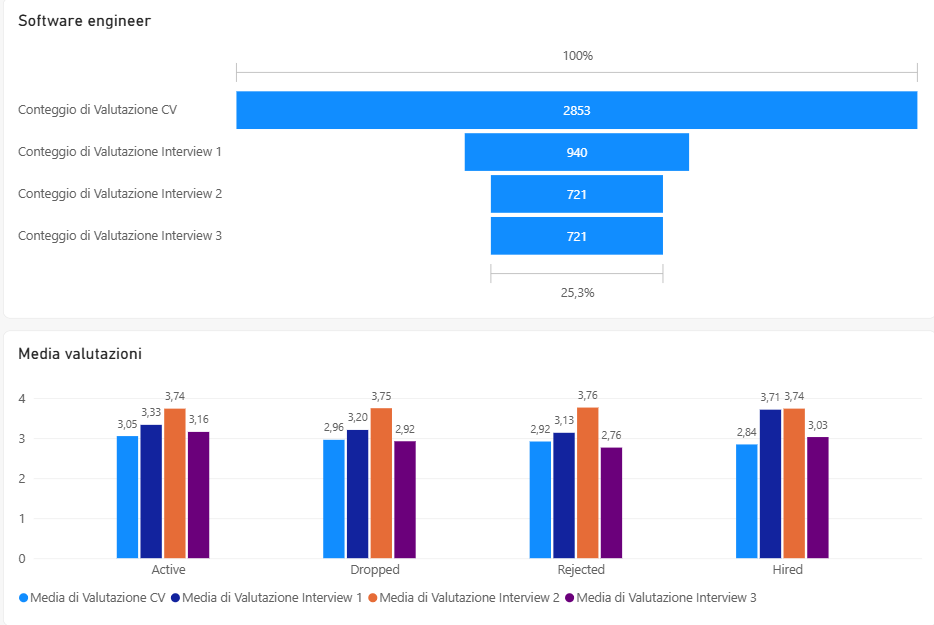 Software engineer
100%
Conteggio di Valutazione CV 2853
Conteggio di Valutazione Interview 1 940
Conteggio di Valutazione Interview 2 721
Conteggio di Valutazione Interview 3 721
25,3%
Media valutazioni
4
3
2
1
0
3,05 3,33 3,74 3,16
2,96 3,20 3,75 2,92
2,92 3,13 3,76 2,76
2,84 3,71 3,74 3,03
Active Dropped Rejected Hired
Media di Valutazione CV Media di Valutazione Interview 1 Media di Valutazione Interview 2 Media di Valutazione Interview 3